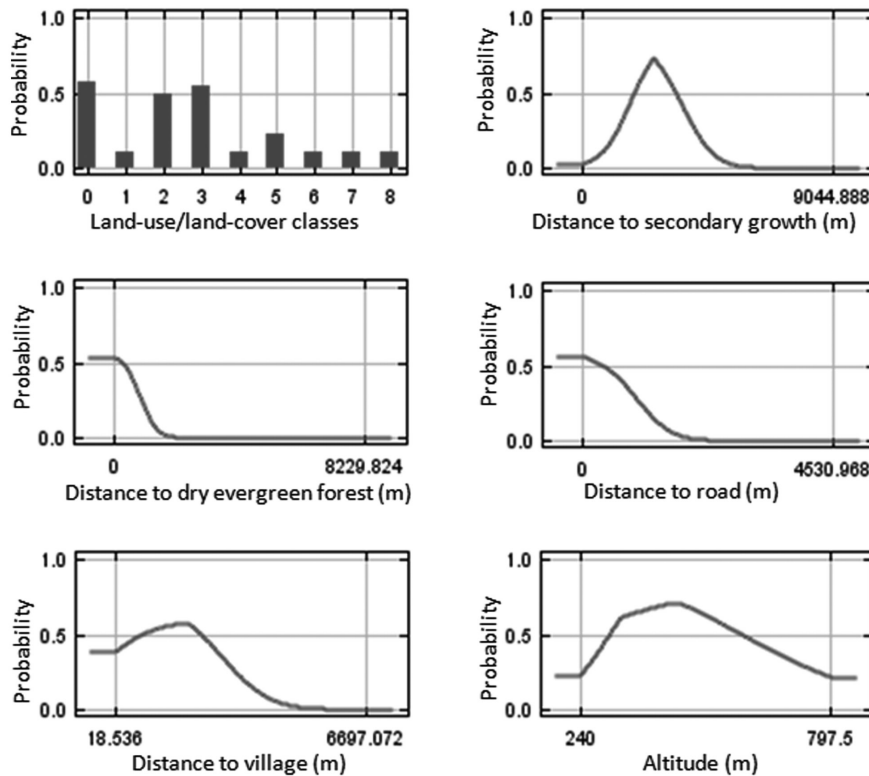 Probability
1.0
0.5
0.0
0 1 2 3 4 5 6 7 8
Land-use/land-cover classes
Probability
1.0
0.5
0.0
0 9044.888
Distance to secondary growth (m)
Probability
1.0
0.5
0.0
0 8229.824
Distance to dry evergreen forest (m)
Probability
1.0
0.5
0.0
0 4530.968
Distance to road (m)
Probability
1.0
0.5
0.0
18.536 6697.072
Distance to village (m)
Probability
1.0
0.5
0.0
240 797.5
Altitude (m)